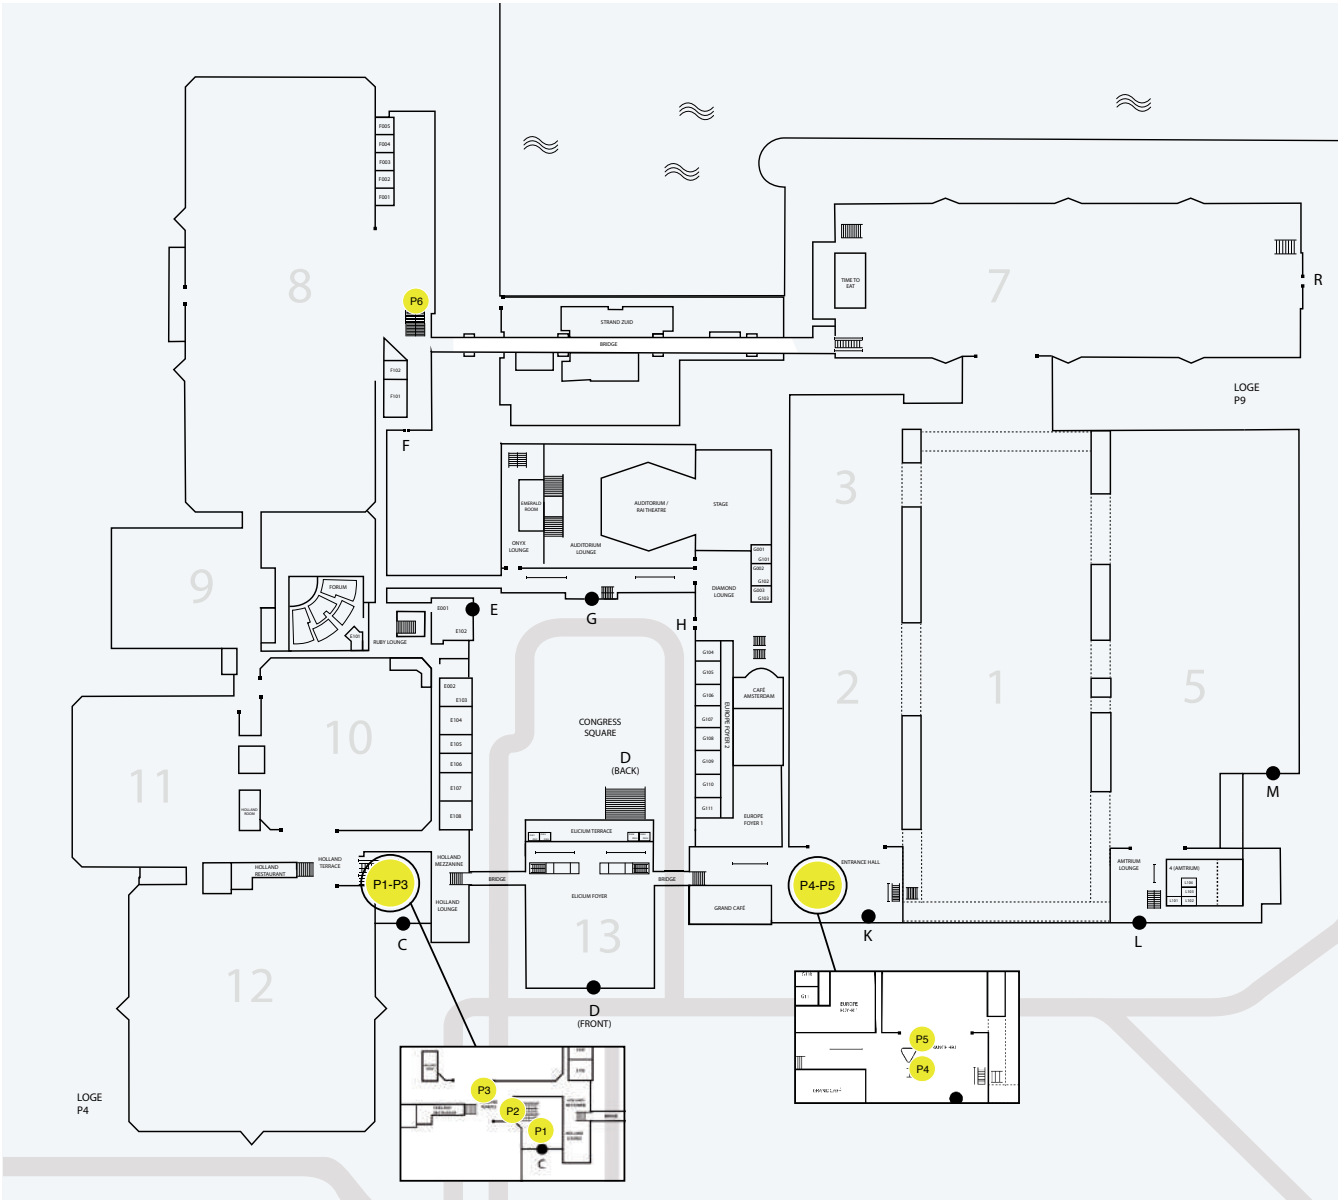 F005
F004
F003
F002
F001
8
P6
STRAND ZUID
BRIDGE
TIME TO
EAT
7
R
LOGE
P9
F102
F101
F
EMERALD
ROOM
ONYX
LOUNGE
AUDITORIUM
LOUNGE
AUDITORIUM /
RAI THEATRE
STAGE
G001
G101
G002
G102
G003
G103
DIAMOND
LOUNGE
3
9
FORUM
E101
RUBY LOUNGE
E001
E102
E
G
H
G104
G105
G106
G107
G108
G109
G110
G111
EUROPE FOYER 2
CAFÉ
AMSTERDAM
EUROPE
FOYER 1
2
1
5
M
E002
E103
E104
E105
E106
E107
E108
10
11
HOLLAND
ROOM
CONGRESS
SQUARE
D
(BACK)
ELICIUM TERRACE
ELICIUM FOYER
13
D
(FRONT)
HOLLAND
RESTAURANT
HOLLAND
TERRACE
P1-P3
HOLLAND
MEZZANINE
HOLLAND
LOUNGE
BRIDGE
BRIDGE
C
GRAND CAFÉ
P4-P5
ENTRANCE HALL
K
AMTRIUM
LOUNGE
4 (AMTRIUM)
L
12
LOGE
P4
P3
P2
P1
C
EUROPE
P5
P4